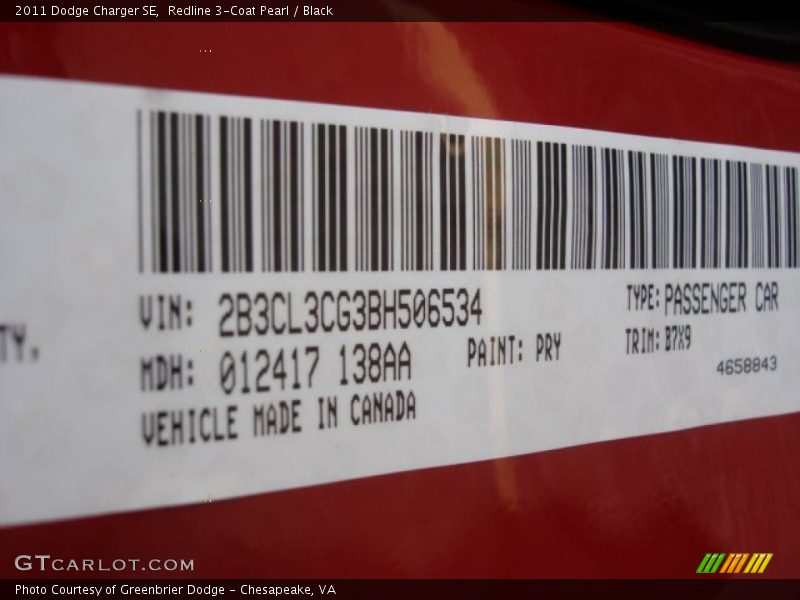 2011 Dodge Charger SE,  Redline 3-Coat Pearl / Black
TY.
VIN: 2B3CL3CG3BH506534
TYPE: PASSENGER CAR
MDH: 012417 138AA
PAINT: PRY
TRIM: B7X9
4658843
VEHICLE MADE IN CANADA
GTCARLOT.COM
Photo Courtesy of Greenbrier Dodge - Chesapeake, VA